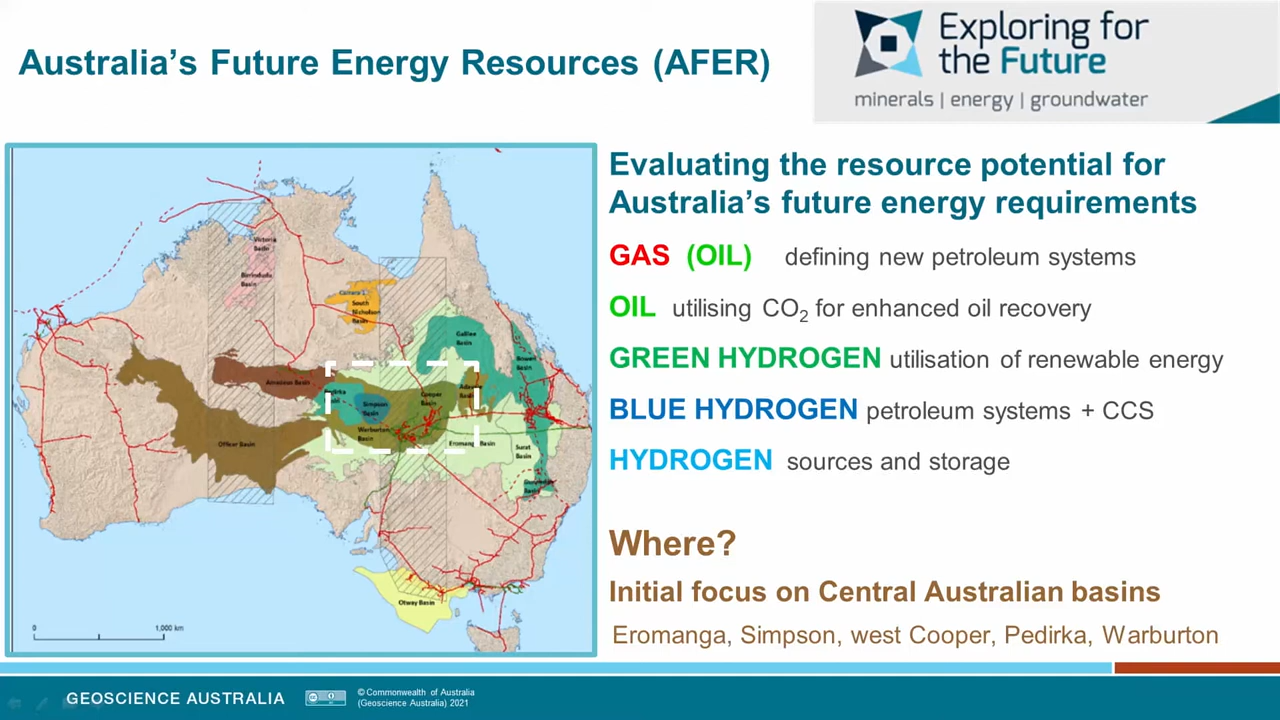 Australia's Future Energy Resources (AFER)
Exploring for
the Future
minerals | energy | groundwater
Evaluating the resource potential for
Australia's future energy requirements
GAS (OIL) defining new petroleum systems
OIL utilising CO₂ for enhanced oil recovery
GREEN HYDROGEN utilisation of renewable energy
BLUE HYDROGEN petroleum systems + CCS
HYDROGEN sources and storage
Where?
Initial focus on Central Australian basins
Eromanga, Simpson, west Cooper, Pedirka, Warburton
Victoria
Basin
Birrindudu
Basin
South
Nicholson
Basin
Galilee
Basin
Bowen
Basin
Amadeus Basin
Pedirka
Basin
Simpson
Basin
Cooper
Basin
Warburton
Basin
Officer Basin
Eromanga Basin
Surat
Basin
Otway Basin
0 1,000 km
GEOSCIENCE AUSTRALIA
© Commonwealth of Australia
(Geoscience Australia) 2021